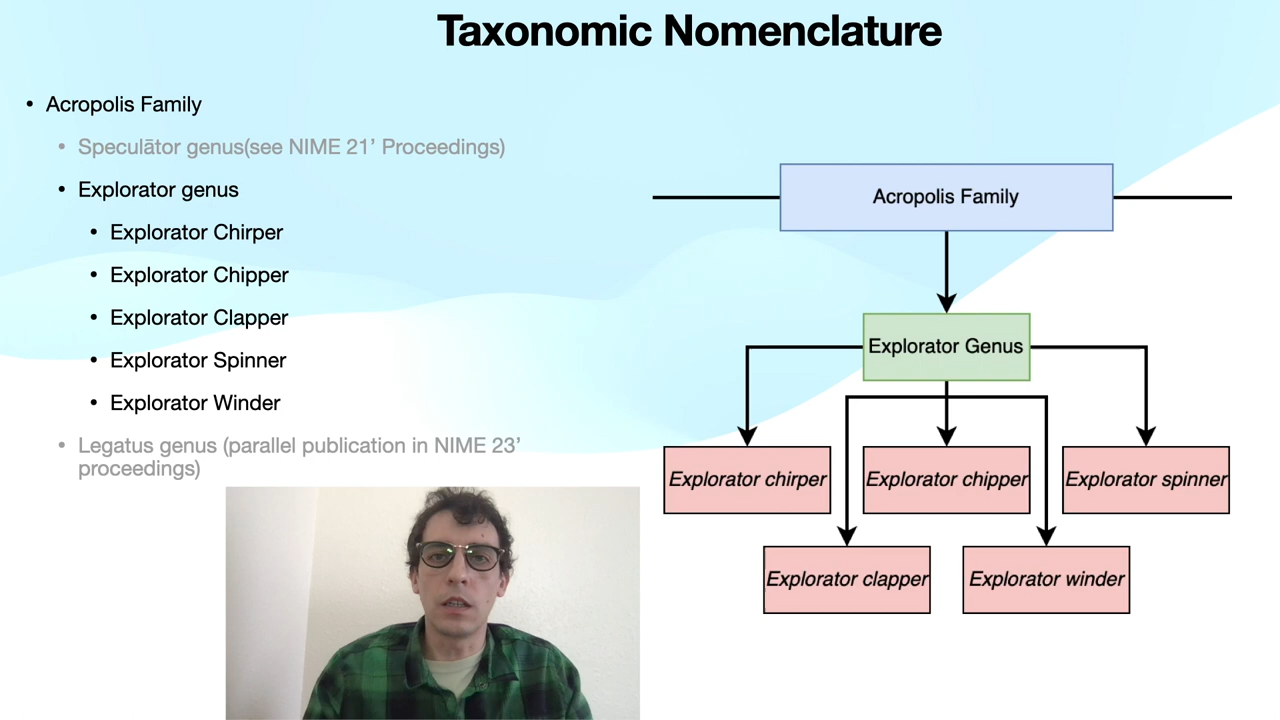 Taxonomic Nomenclature
• Acropolis Family
• Speculātor genus(see NIME 21’ Proceedings)
• Explorator genus
• Explorator Chirper
• Explorator Chipper
• Explorator Clapper
• Explorator Spinner
• Explorator Winder
• Legatus genus (parallel publication in NIME 23’
proceedings)
Acropolis Family
Explorator Genus
Explorator chirper
Explorator chipper
Explorator spinner
Explorator clapper
Explorator winder